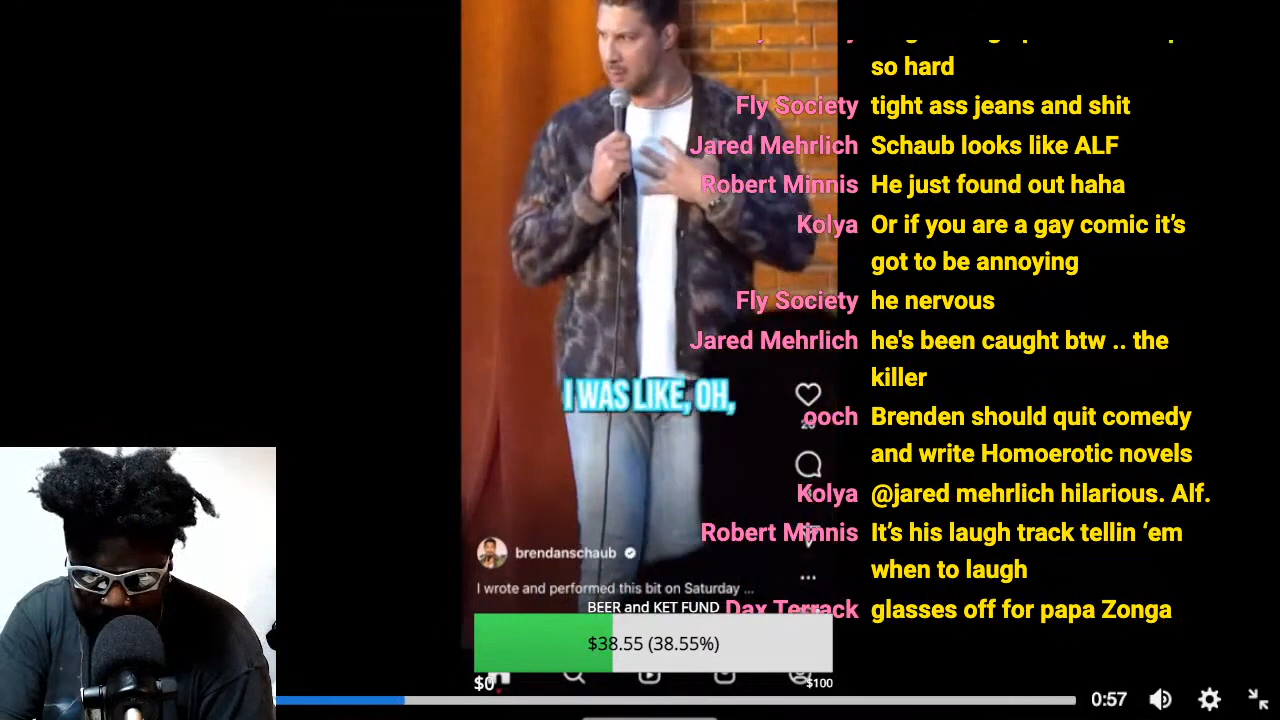 so hard
Fly Society tight ass jeans and shit
Jared Mehrlich Schaub looks like ALF
Robert Minnis He just found out haha
Kolya Or if you are a gay comic it's
got to be annoying
Fly Society he nervous
Jared Mehrlich he's been caught btw .. the
killer
I WAS LIKE, OH,
ooch Brenden should quit comedy
and write Homoerotic novels
Kolya @jared mehrlich hilarious. Alf.
Robert Minnis It's his laugh track tellin ‘em
when to laugh
brendanschaub
I wrote and performed this bit on Saturday ...
BEER and KET FUND
Dax Terrack glasses off for papa Zonga
$38.55 (38.55%)
$0
$100
0:57